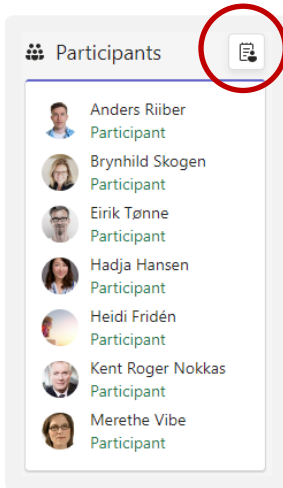 Participants
Anders Riiber
Participant
Brynhild Skogen
Participant
Eirik Tønne
Participant
Hadja Hansen
Participant
Heidi Fridén
Participant
Kent Roger Nokkas
Participant
Merethe Vibe
Participant